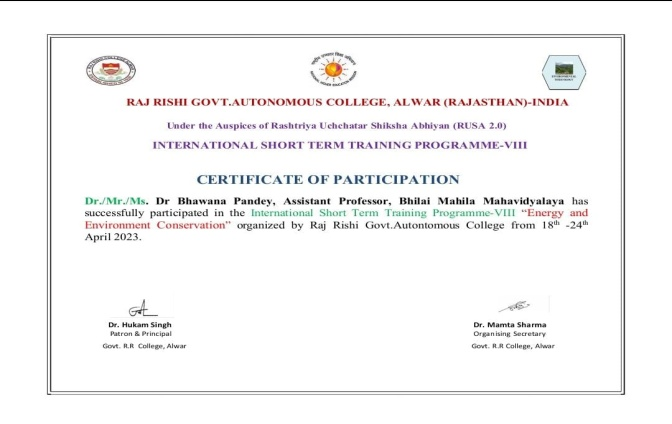 RAJ RISHI GOVT.AUTONOMOUS COLLEGE, ALWAR (RAJASTHAN)-INDIA
Under the Auspices of Rashtriya Uchchatar Shiksha Abhiyan (RUSA 2.0)
INTERNATIONAL SHORT TERM TRAINING PROGRAMME-VIII
CERTIFICATE OF PARTICIPATION
Dr./Mr./Ms. Dr Bhawana Pandey, Assistant Professor, Bhilai Mahila Mahavidyalaya has
successfully participated in the International Short Term Training Programme-VIII “Energy and
Environment Conservation” organized by Raj Rishi Govt.Autontomous College from 18th -24th
April 2023.
Dr. Hukam Singh
Patron & Principal
Govt. R.R College, Alwar
Dr. Mamta Sharma
Organising Secretary
Govt. R.R College, Alwar